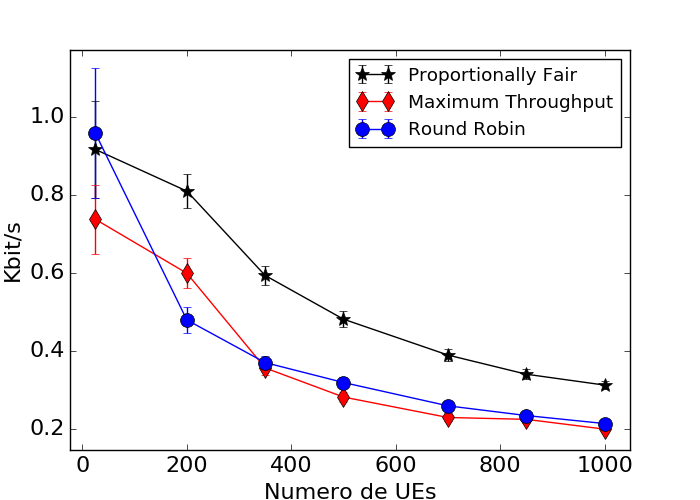 Proportionally Fair
Maximum Throughput
Round Robin
Kbit/s
1.0
0.8
0.6
0.4
0.2
0 200 400 600 800 1000
Numero de UEs